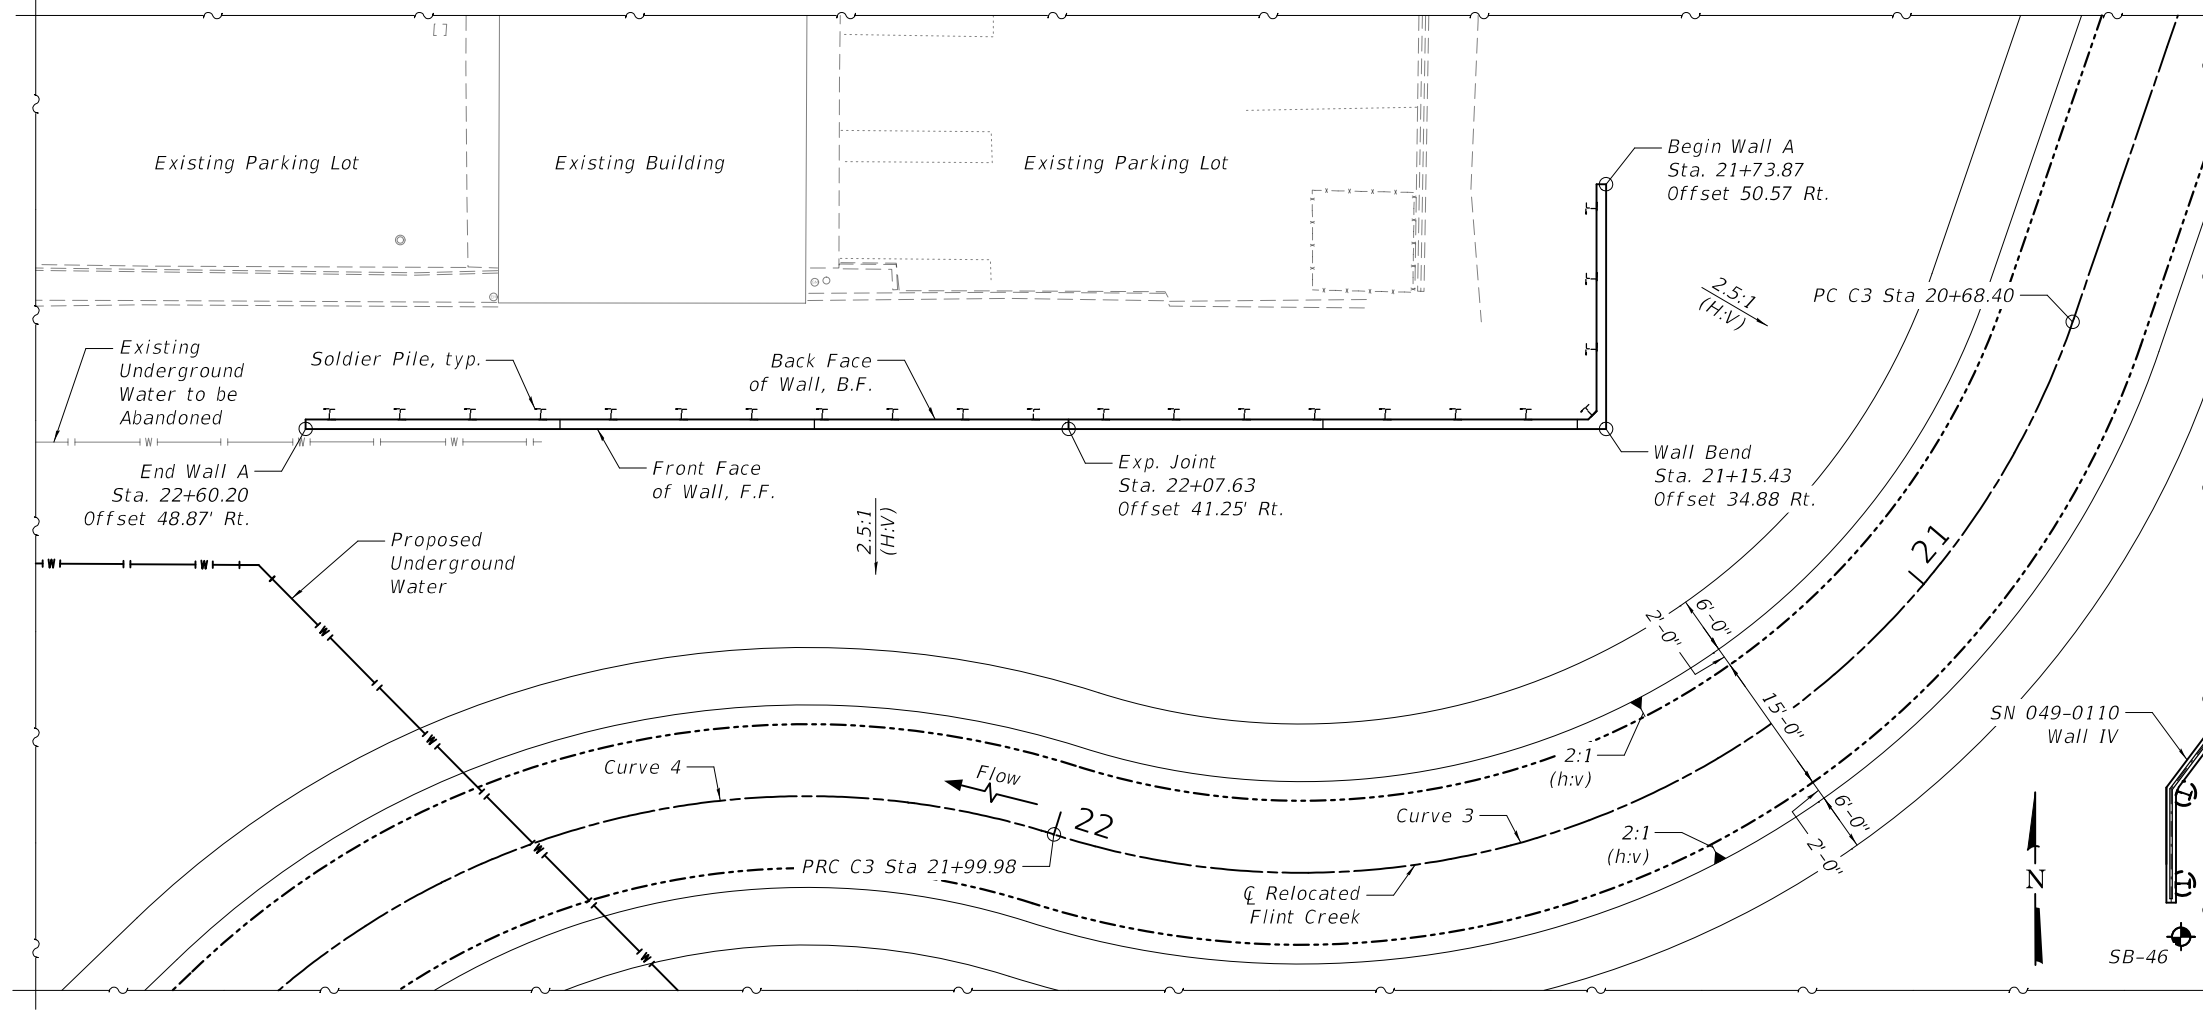 Existing Parking Lot
Existing Building
Existing Parking Lot
Begin Wall A
Sta. 21+73.87
Offset 50.57 Rt.
2.5:1
(H:V)
PC C3 Sta 20+68.40
Existing
Underground
Water to be
Abandoned
Soldier Pile, typ.
Back Face
of Wall, B.F.
W
W
W
End Wall A
Sta. 22+60.20
Offset 48.87' Rt.
Front Face
of Wall, F.F.
Exp. Joint
Sta. 22+07.63
Offset 41.25' Rt.
Wall Bend
Sta. 21+15.43
Offset 34.88 Rt.
2.5:1
(H:V)
Proposed
Underground
Water
W
W
W
W
W
W
21
6'-0"
2'-0"
15'-0"
6'-0"
2'-0"
SN 049-0110
Wall IV
2:1
(h:v)
Curve 4
Flow
22
Curve 3
2:1
(h:v)
PRC C3 Sta 21+99.98
℄ Relocated
Flint Creek
N
SB-46